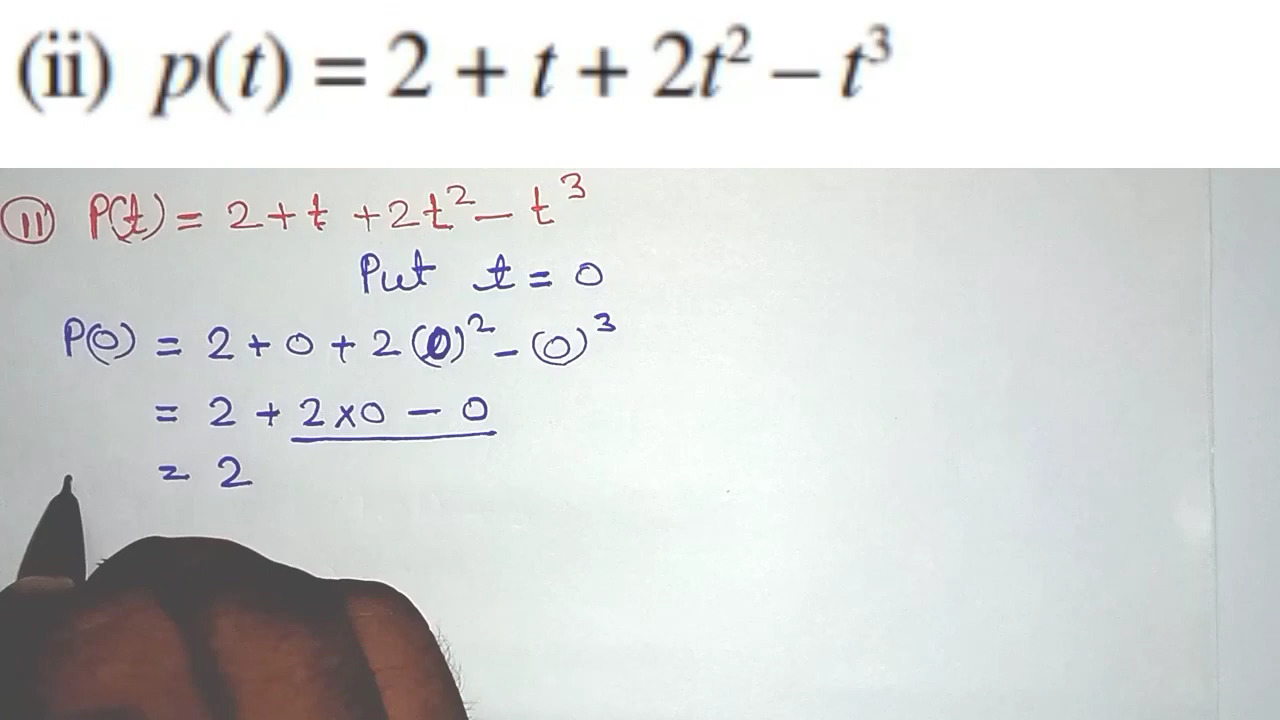 (ii) p(t) = 2 + t + 2t² – t³
(ii) P(t) = 2 + t + 2t² – t³
Put t = 0
P(0) = 2 + 0 + 2(0)² – (0)³
= 2 + 2×0 – 0
= 2